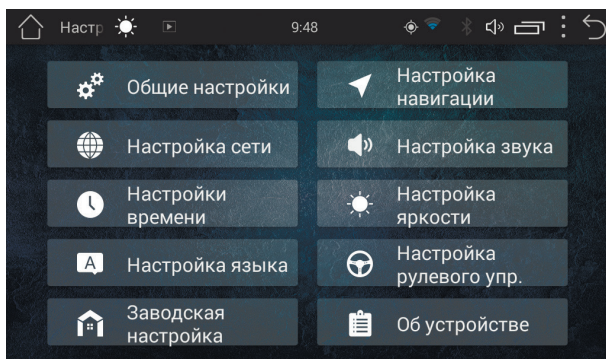 Настр 9:48
Общие настройки
Настройка
навигации
Настройка сети
Настройка звука
Настройки
времени
Настройка
яркости
A
Настройка языка
Настройка
рулевого упр.
Заводская
настройка
Об устройстве